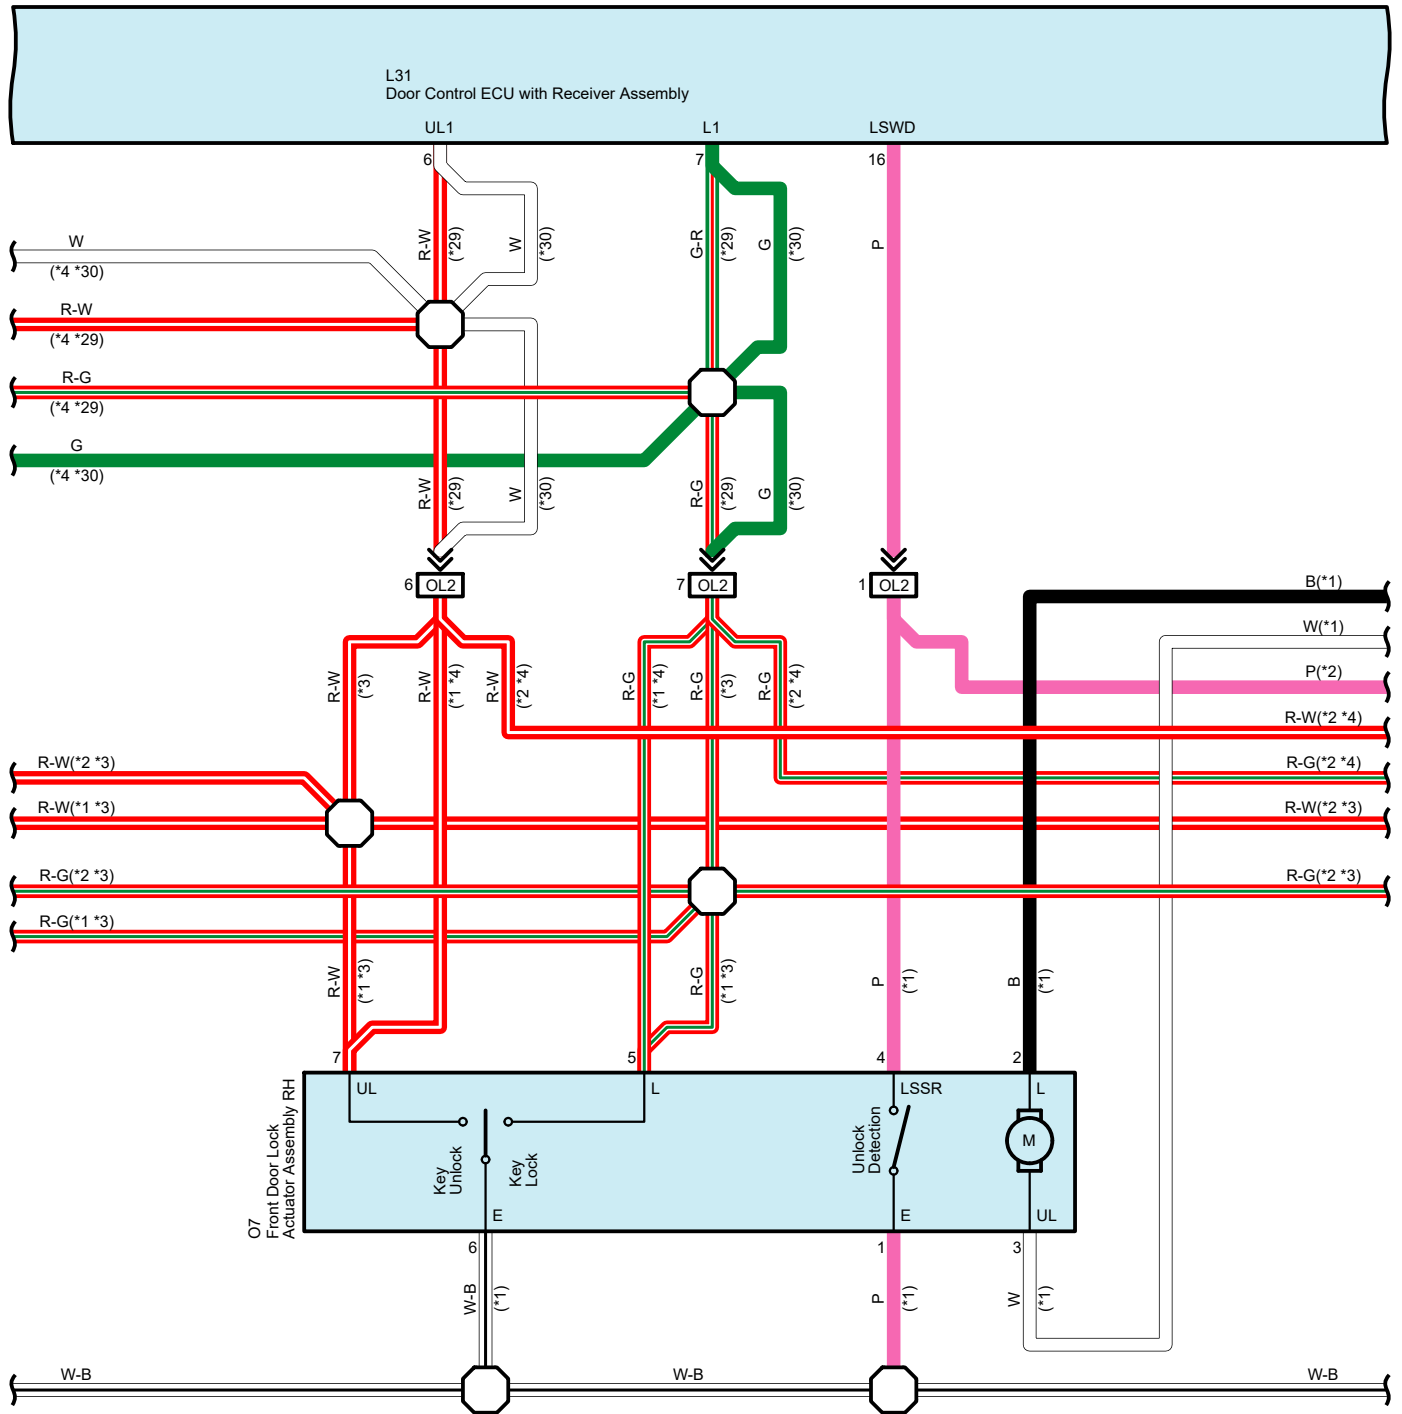 L31
Door Control ECU with Receiver Assembly
UL1
L1
LSWD
6
7
16
W
(*4 *30)
R-W
(*29)
W
(*30)
G-R
(*29)
G
(*30)
P
R-W
(*4 *29)
R-G
(*4 *29)
G
(*4 *30)
R-W
(*29)
W
(*30)
R-G
(*29)
G
(*30)
6
OL2
7
OL2
1
OL2
B(*1)
W(*1)
P(*2)
R-W
(*3)
R-W
(*1 *4)
R-W
(*2 *4)
R-G
(*1 *4)
R-G
(*3)
R-G
(*2 *4)
R-W(*2 *4)
R-W(*2 *3)
R-G(*2 *4)
R-W(*1 *3)
R-W(*2 *3)
R-G(*2 *3)
R-G(*2 *3)
R-G(*1 *3)
R-W
(*1 *3)
R-G
(*1 *3)
P
(*1)
B
(*1)
7
5
4
2
UL
L
LSSR
L
O7
Front Door Lock
Actuator Assembly RH
Key
Unlock
Key
Lock
Unlock
Detection
M
E
E
UL
6
1
3
W-B
(*1)
P
(*1)
W
(*1)
W-B
W-B
W-B